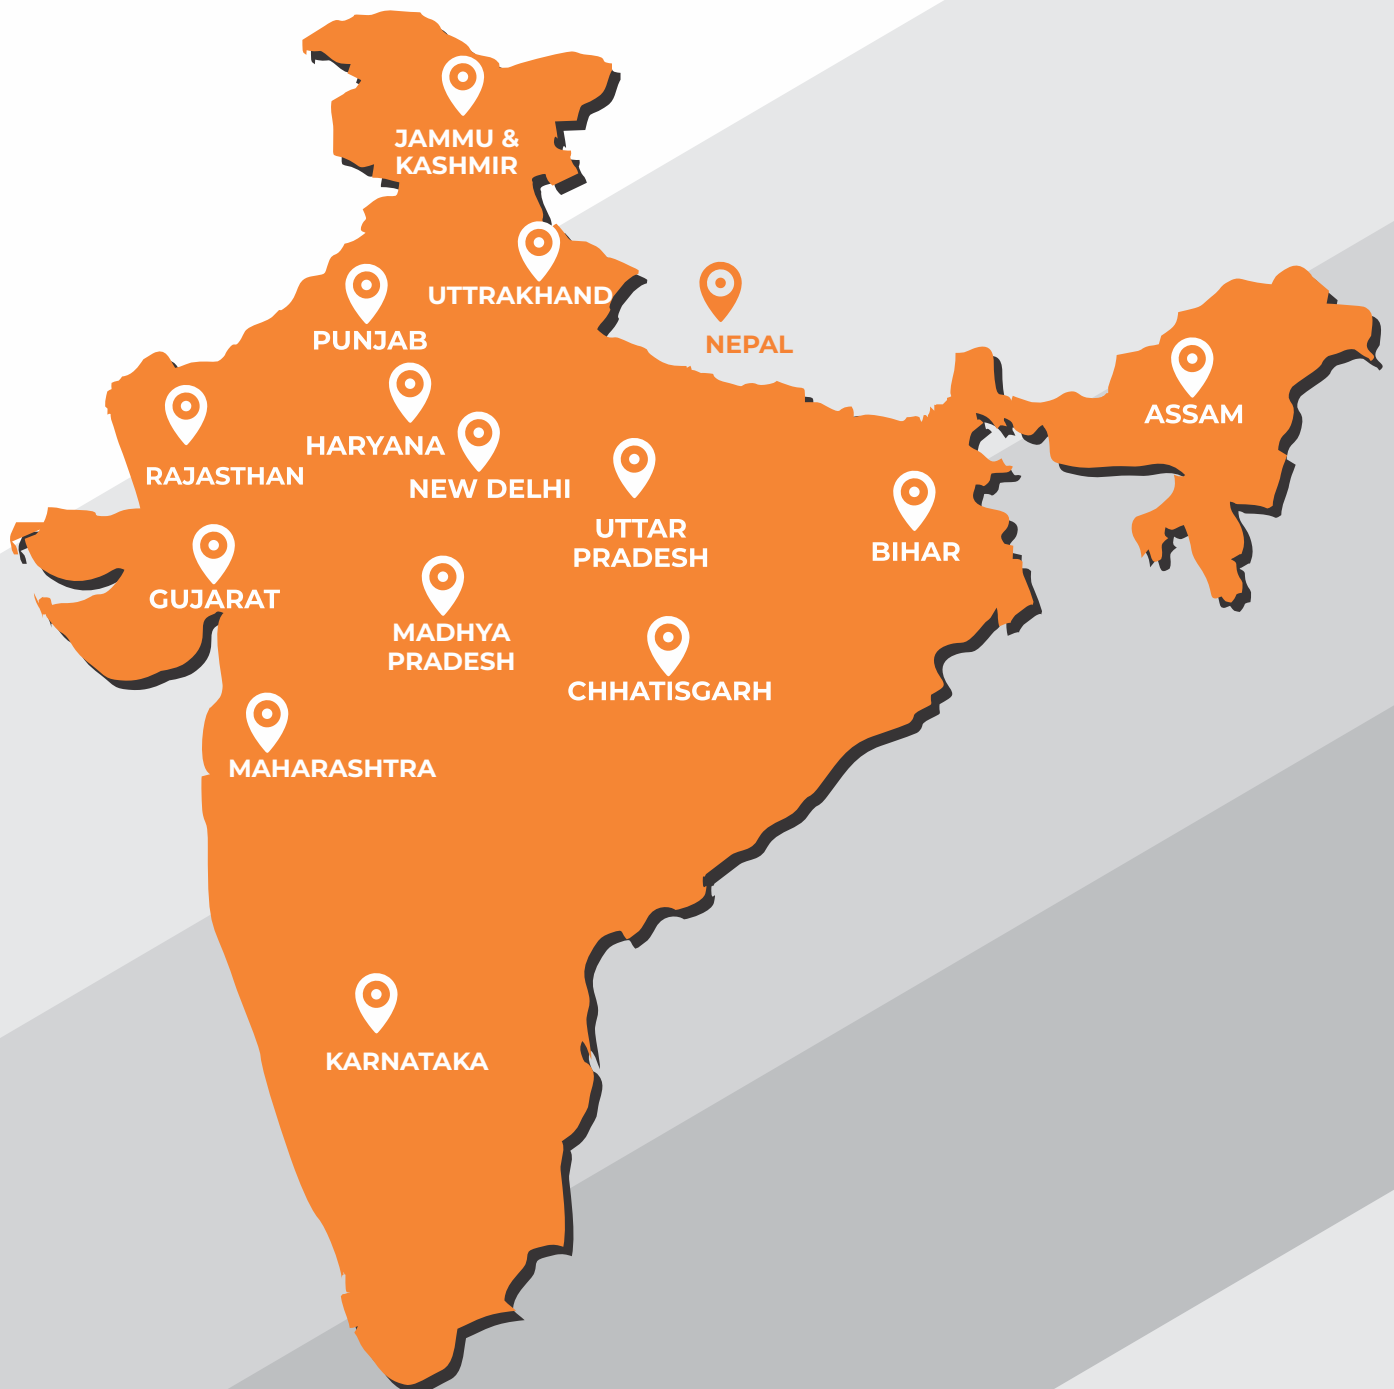 JAMMU &
KASHMIR
UTTRAKHAND
PUNJAB
NEPAL
HARYANA
ASSAM
RAJASTHAN
NEW DELHI
UTTAR
PRADESH
BIHAR
GUJARAT
MADHYA
PRADESH
CHHATISGARH
MAHARASHTRA
KARNATAKA